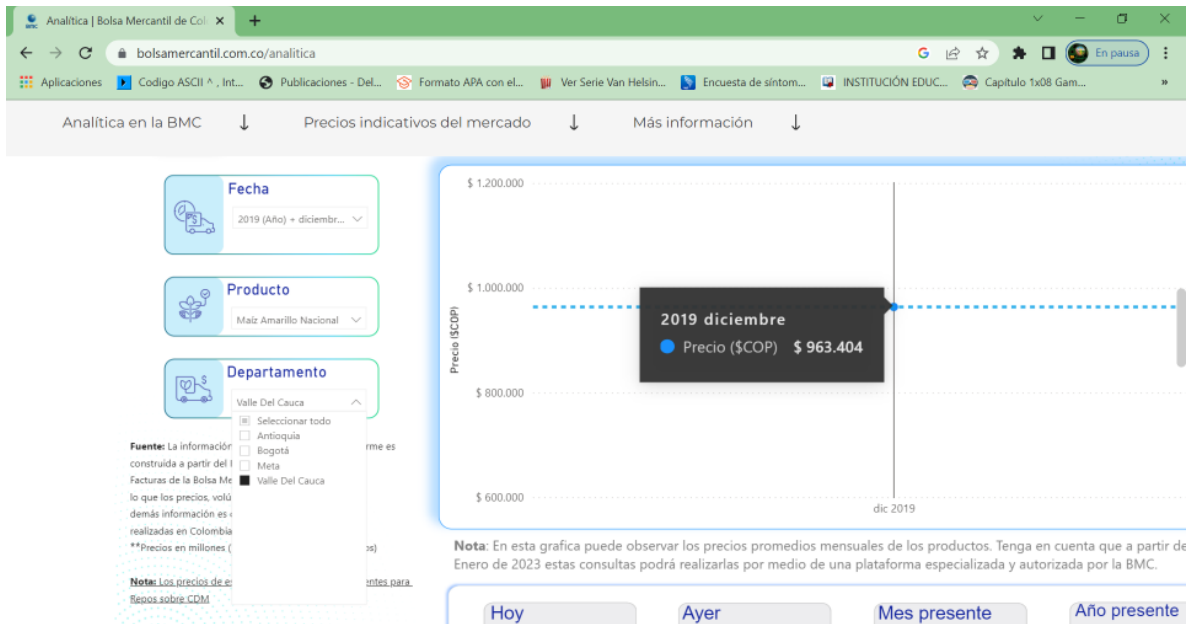 Analítica | Bolsa Mercantil de Col
bolsamercantil.com.co/analitica
En pausa
Aplicaciones
Codigo ASCII ^ , Int...
Publicaciones - Del...
Formato APA con el...
Ver Serie Van Helsin...
Encuesta de síntom...
INSTITUCIÓN EDUC...
Capítulo 1x08 Gam...
»
Analítica en la BMC ↓
Precios indicativos del mercado ↓
Más información ↓
Fecha
2019 (Año) + diciembr...
Producto
Maíz Amarillo Nacional
Departamento
Valle Del Cauca
Seleccionar todo
Antioquia
Bogotá
Meta
Valle Del Cauca
Fuente: La información rme es
construida a partir del
Facturas de la Bolsa Me
lo que los precios, volú
demás información es
realizadas en Colombia
**Precios en millones ( os)
Nota: Los precios de es entes para
Repos sobre CDM
Precio ($COP)
$ 1.200.000
$ 1.000.000
$ 800.000
$ 600.000
2019 diciembre
Precio ($COP) $ 963.404
dic 2019
Nota: En esta grafica puede observar los precios promedios mensuales de los productos. Tenga en cuenta que a partir de
Enero de 2023 estas consultas podrá realizarlas por medio de una plataforma especializada y autorizada por la BMC.
Hoy
Ayer
Mes presente
Año presente